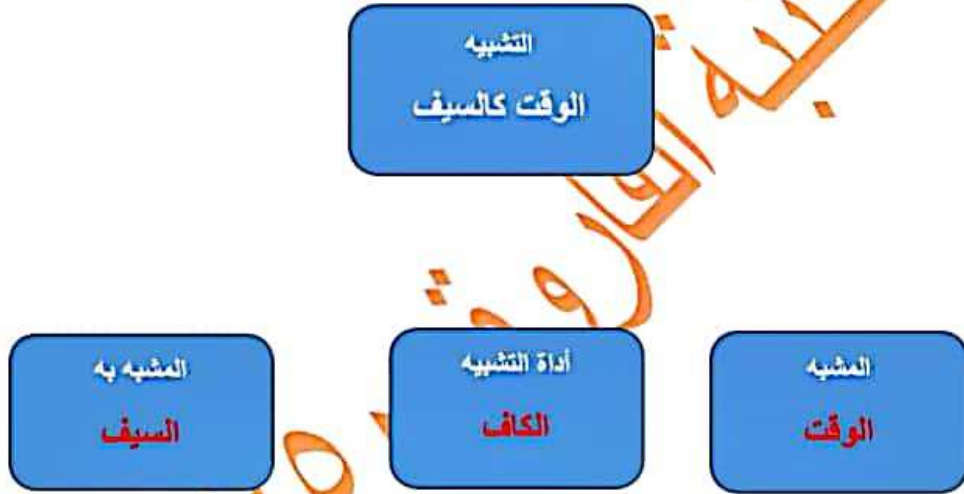 التشبيه
الوقت كالسيف
المشبه
الوقت
أداة التشبيه
الكاف
المشبه به
السيف